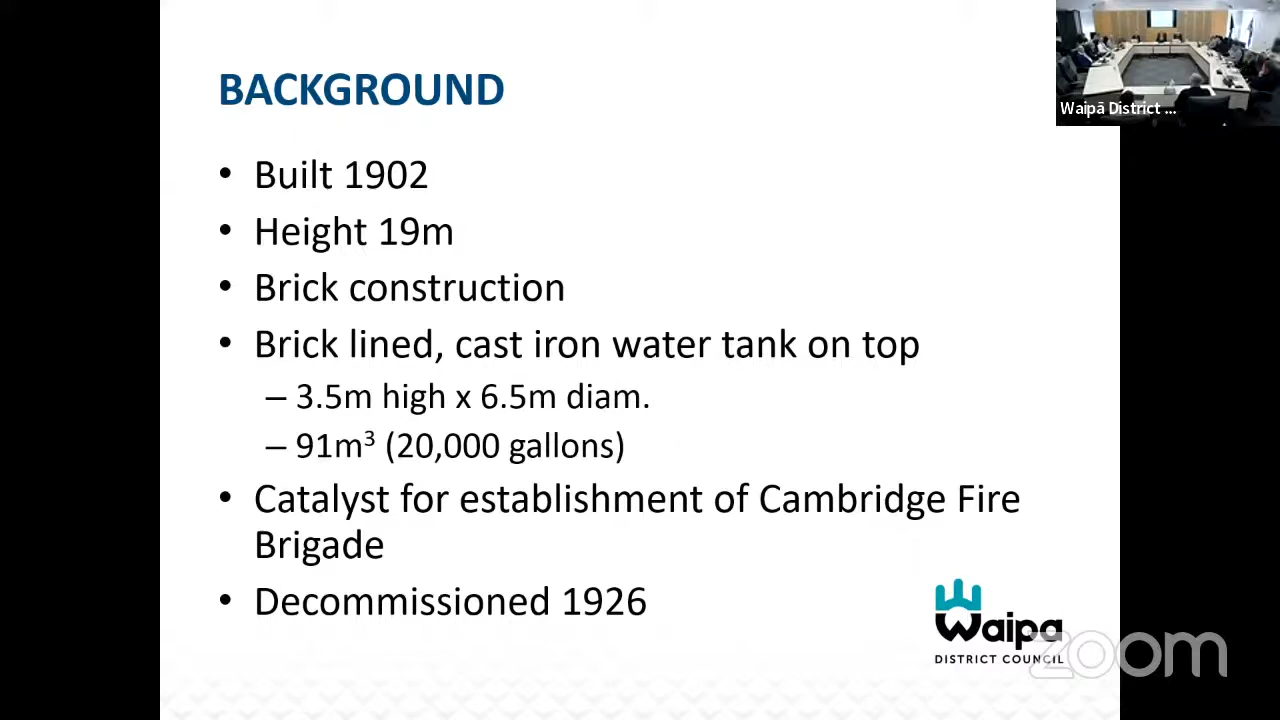 BACKGROUND
Waipā District ...
• Built 1902
• Height 19m
• Brick construction
• Brick lined, cast iron water tank on top
– 3.5m high x 6.5m diam.
– 91m³ (20,000 gallons)
• Catalyst for establishment of Cambridge Fire
Brigade
• Decommissioned 1926
Waipa
DISTRICT COUNCIL
zoom